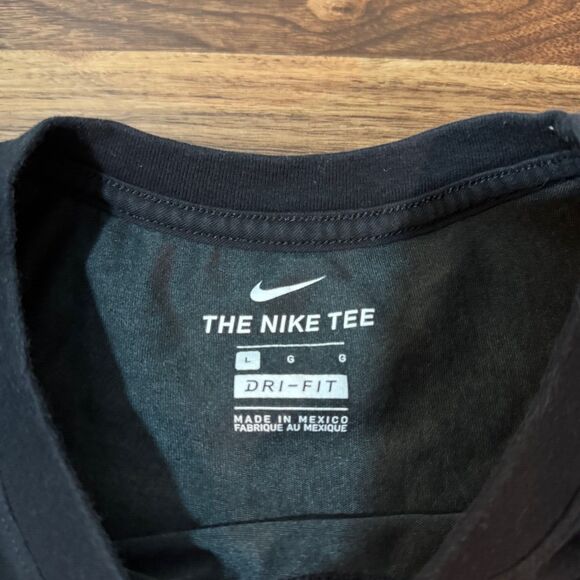 THE NIKE TEE
L G G
DRI-FIT
MADE IN MEXICO
FABRIQUE AU MEXIQUE